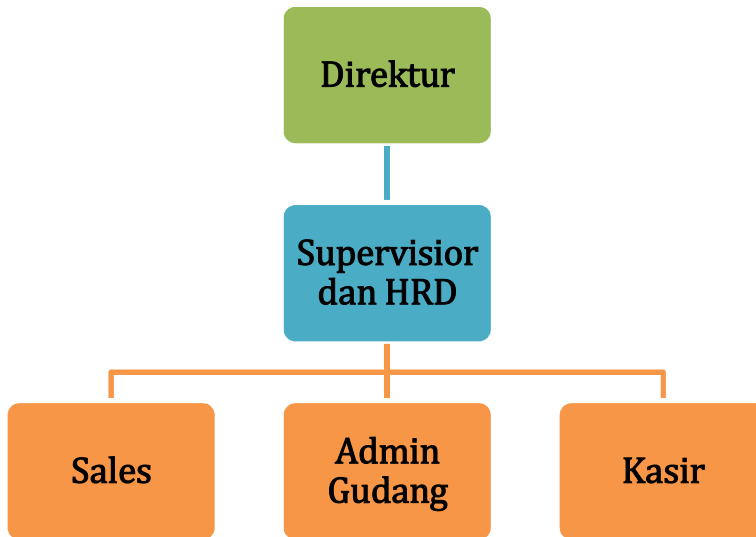 Direktur
Supervisior
dan HRD
Sales
Admin
Gudang
Kasir